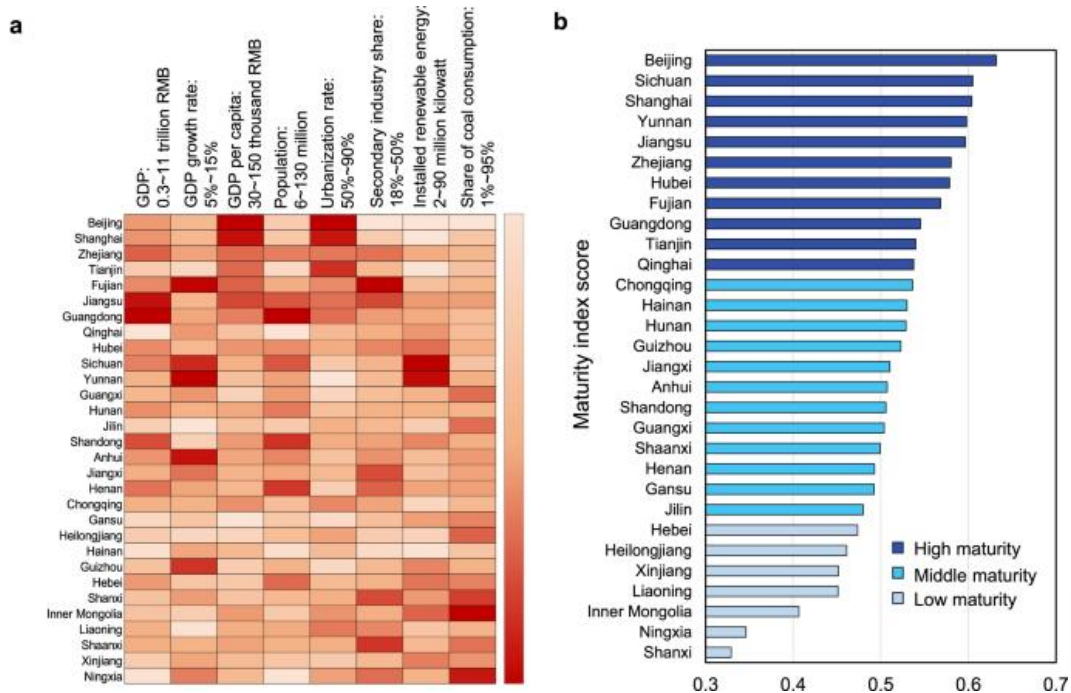 a
GDP:
0.3~11 trillion RMB
GDP growth rate:
5%~15%
GDP per capita:
30~150 thousand RMB
Population:
6~130 million
Urbanization rate:
50%~90%
Secondary industry share:
18%~50%
Installed renewable energy:
2~90 million kilowatt
Share of coal consumption:
1%~95%
Beijing
Shanghai
Zhejiang
Tianjin
Fujian
Jiangsu
Guangdong
Qinghai
Hubei
Sichuan
Yunnan
Guangxi
Hunan
Jilin
Shandong
Anhui
Jiangxi
Henan
Chongqing
Gansu
Heilongjiang
Hainan
Guizhou
Hebei
Shanxi
Inner Mongolia
Liaoning
Shaanxi
Xinjiang
Ningxia
b
Maturity index score
Beijing
Sichuan
Shanghai
Yunnan
Jiangsu
Zhejiang
Hubei
Fujian
Guangdong
Tianjin
Qinghai
Chongqing
Hainan
Hunan
Guizhou
Jiangxi
Anhui
Shandong
Guangxi
Shaanxi
Henan
Gansu
Jilin
Hebei
Heilongjiang
Xinjiang
Liaoning
Inner Mongolia
Ningxia
Shanxi
High maturity
Middle maturity
Low maturity
0.3 0.4 0.5 0.6 0.7